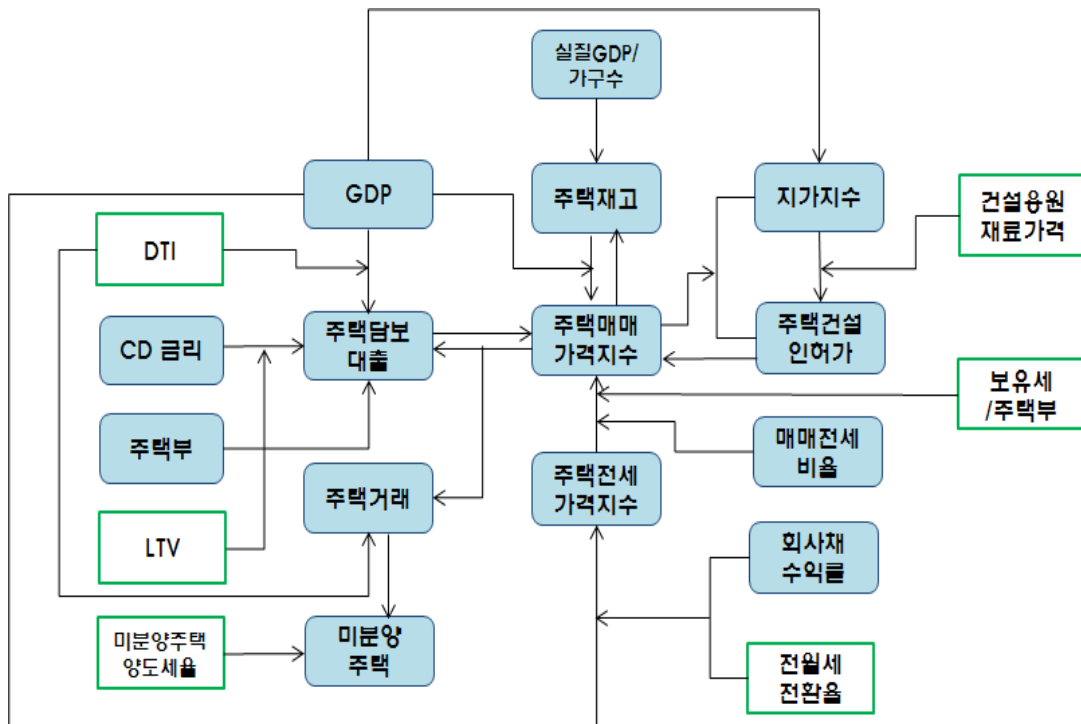 실질GDP/
가구수
GDP
주택재고
지가지수
건설용원
재료가격
DTI
CD 금리
주택담보
대출
주택매매
가격지수
주택건설
인허가
보유세
/주택부
주택부
매매전세
비율
주택거래
주택전세
가격지수
LTV
회사채
수익률
미분양주택
양도세율
미분양
주택
전월세
전환율